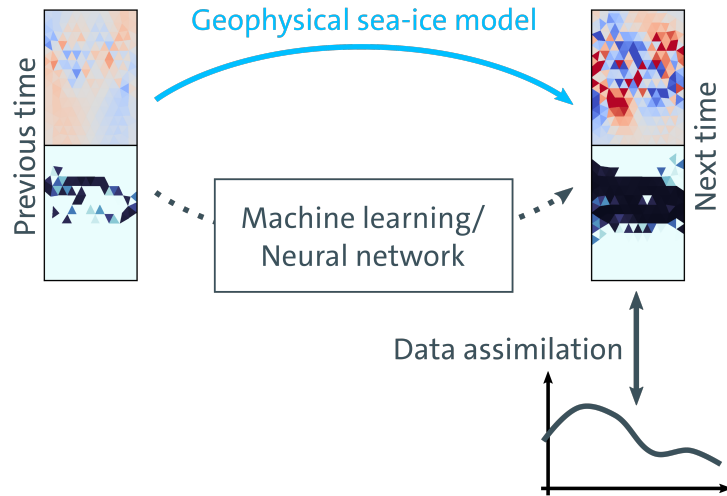 Geophysical sea-ice model
Previous time
Next time
Machine learning/
Neural network
Data assimilation